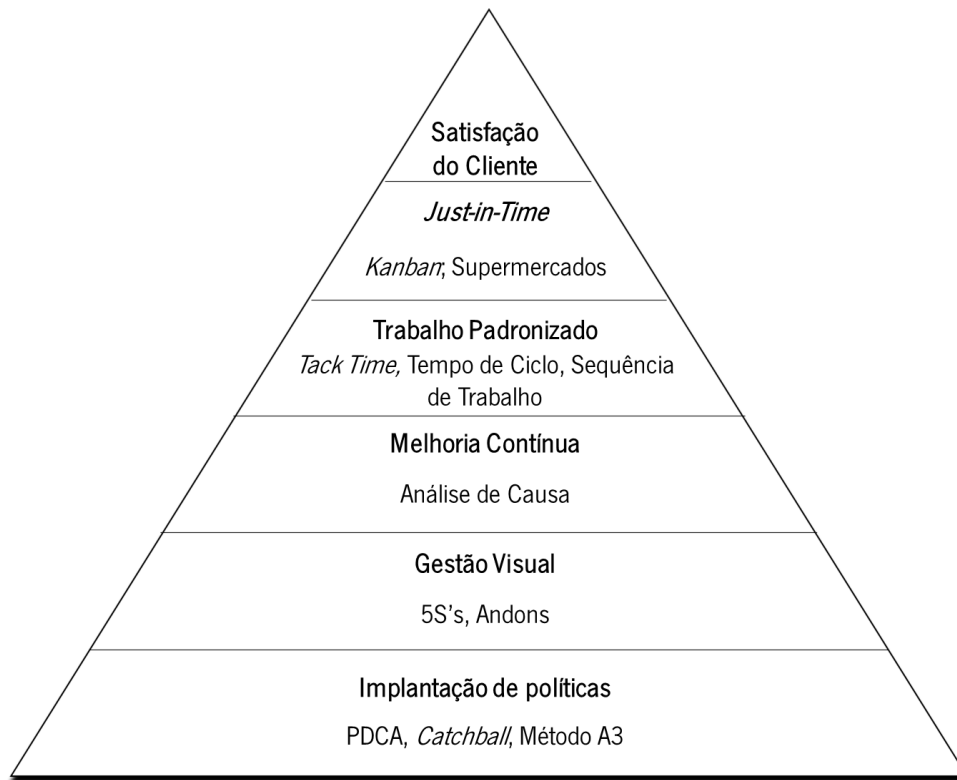 Satisfação
do Cliente
Just-in-Time
Kanban; Supermercados
Trabalho Padronizado
Tack Time, Tempo de Ciclo, Sequência
de Trabalho
Melhoria Contínua
Análise de Causa
Gestão Visual
5S’s, Andons
Implantação de políticas
PDCA, Catchball, Método A3